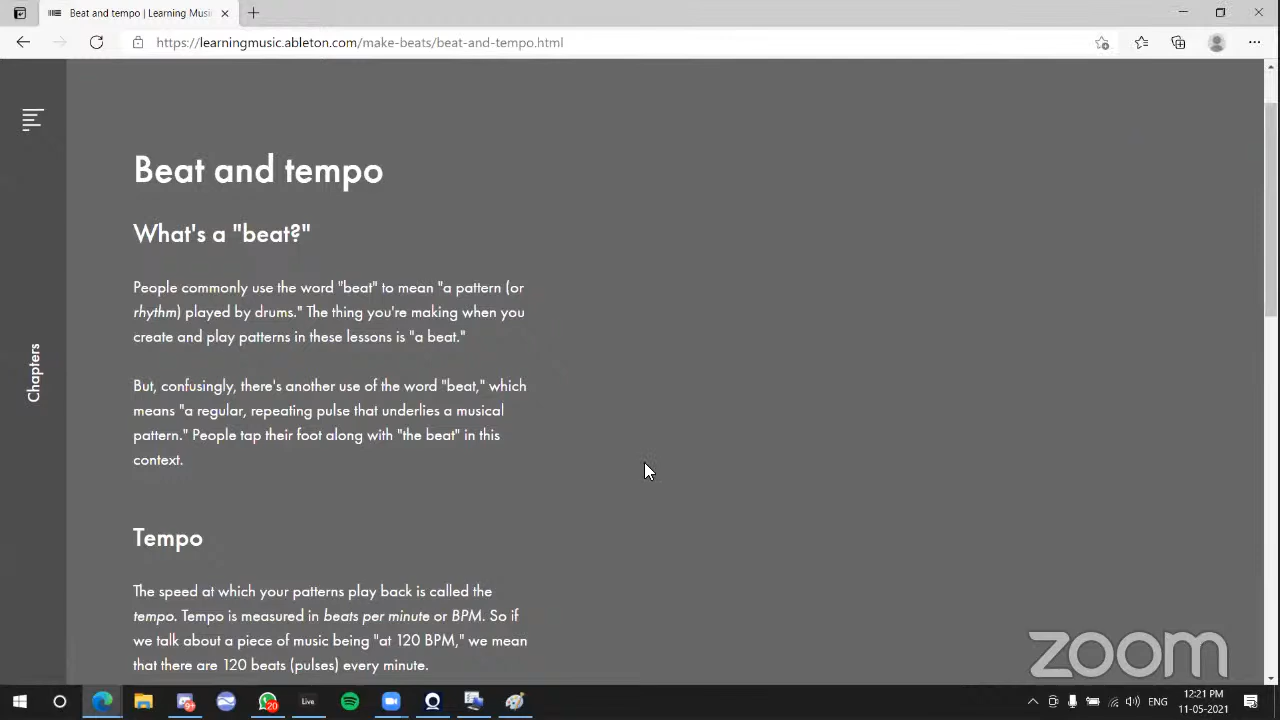 Beat and tempo | Learning Musi
https://learningmusic.ableton.com/make-beats/beat-and-tempo.html
Beat and tempo
What's a "beat?"
People commonly use the word "beat" to mean "a pattern (or
rhythm) played by drums." The thing you're making when you
create and play patterns in these lessons is "a beat."
Chapters
But, confusingly, there's another use of the word "beat," which
means "a regular, repeating pulse that underlies a musical
pattern." People tap their foot along with "the beat" in this
context.
Tempo
The speed at which your patterns play back is called the
tempo. Tempo is measured in beats per minute or BPM. So if
we talk about a piece of music being "at 120 BPM," we mean
that there are 120 beats (pulses) every minute.
zoom
20
Live
ENG
12:21 PM
11-05-2021